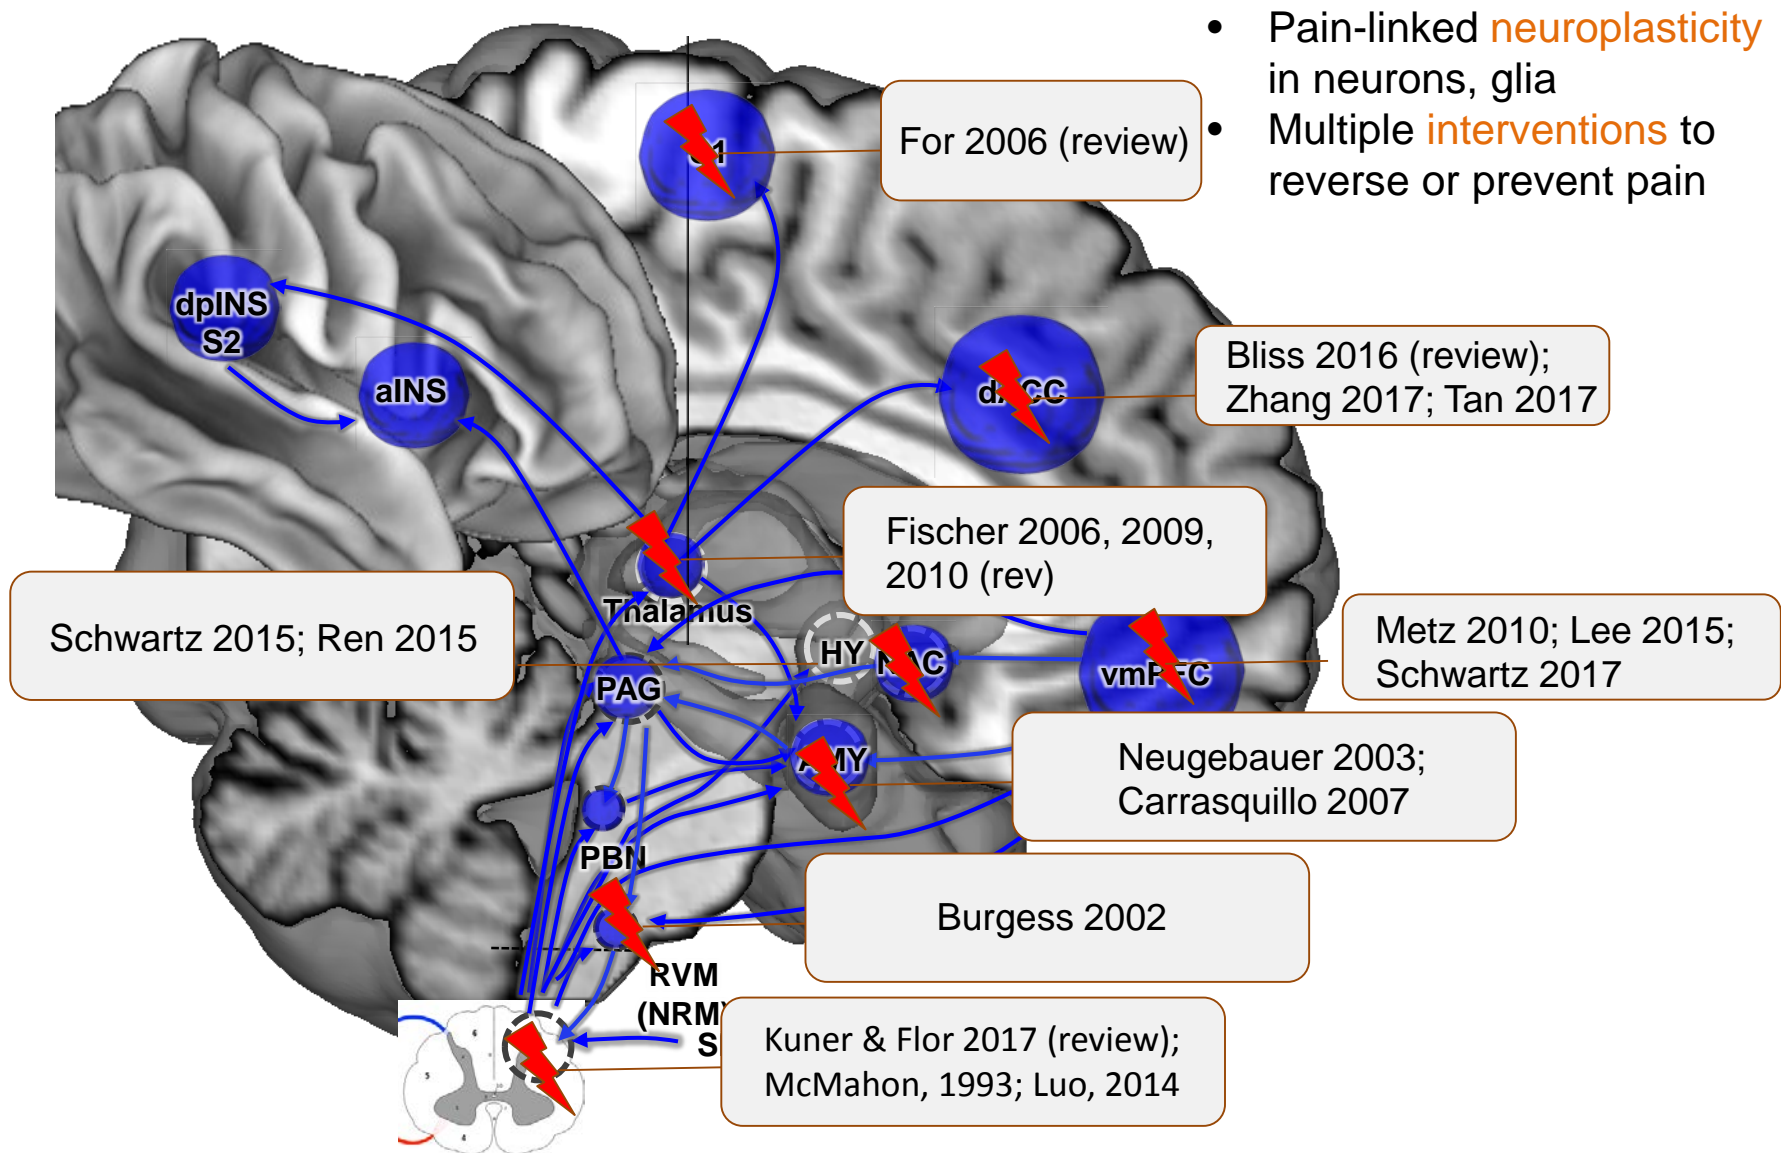 • Pain-linked neuroplasticity
in neurons, glia
• Multiple interventions to
reverse or prevent pain
For 2006 (review)
dpINS
S2
aINS
Bliss 2016 (review);
Zhang 2017; Tan 2017
Fischer 2006, 2009,
2010 (rev)
Thalamus
Schwartz 2015; Ren 2015
HY
PAG
vmPFC
Metz 2010; Lee 2015;
Schwartz 2017
Neugebauer 2003;
Carrasquillo 2007
PBN
Burgess 2002
RVM
(NRM)
Kuner & Flor 2017 (review);
McMahon, 1993; Luo, 2014